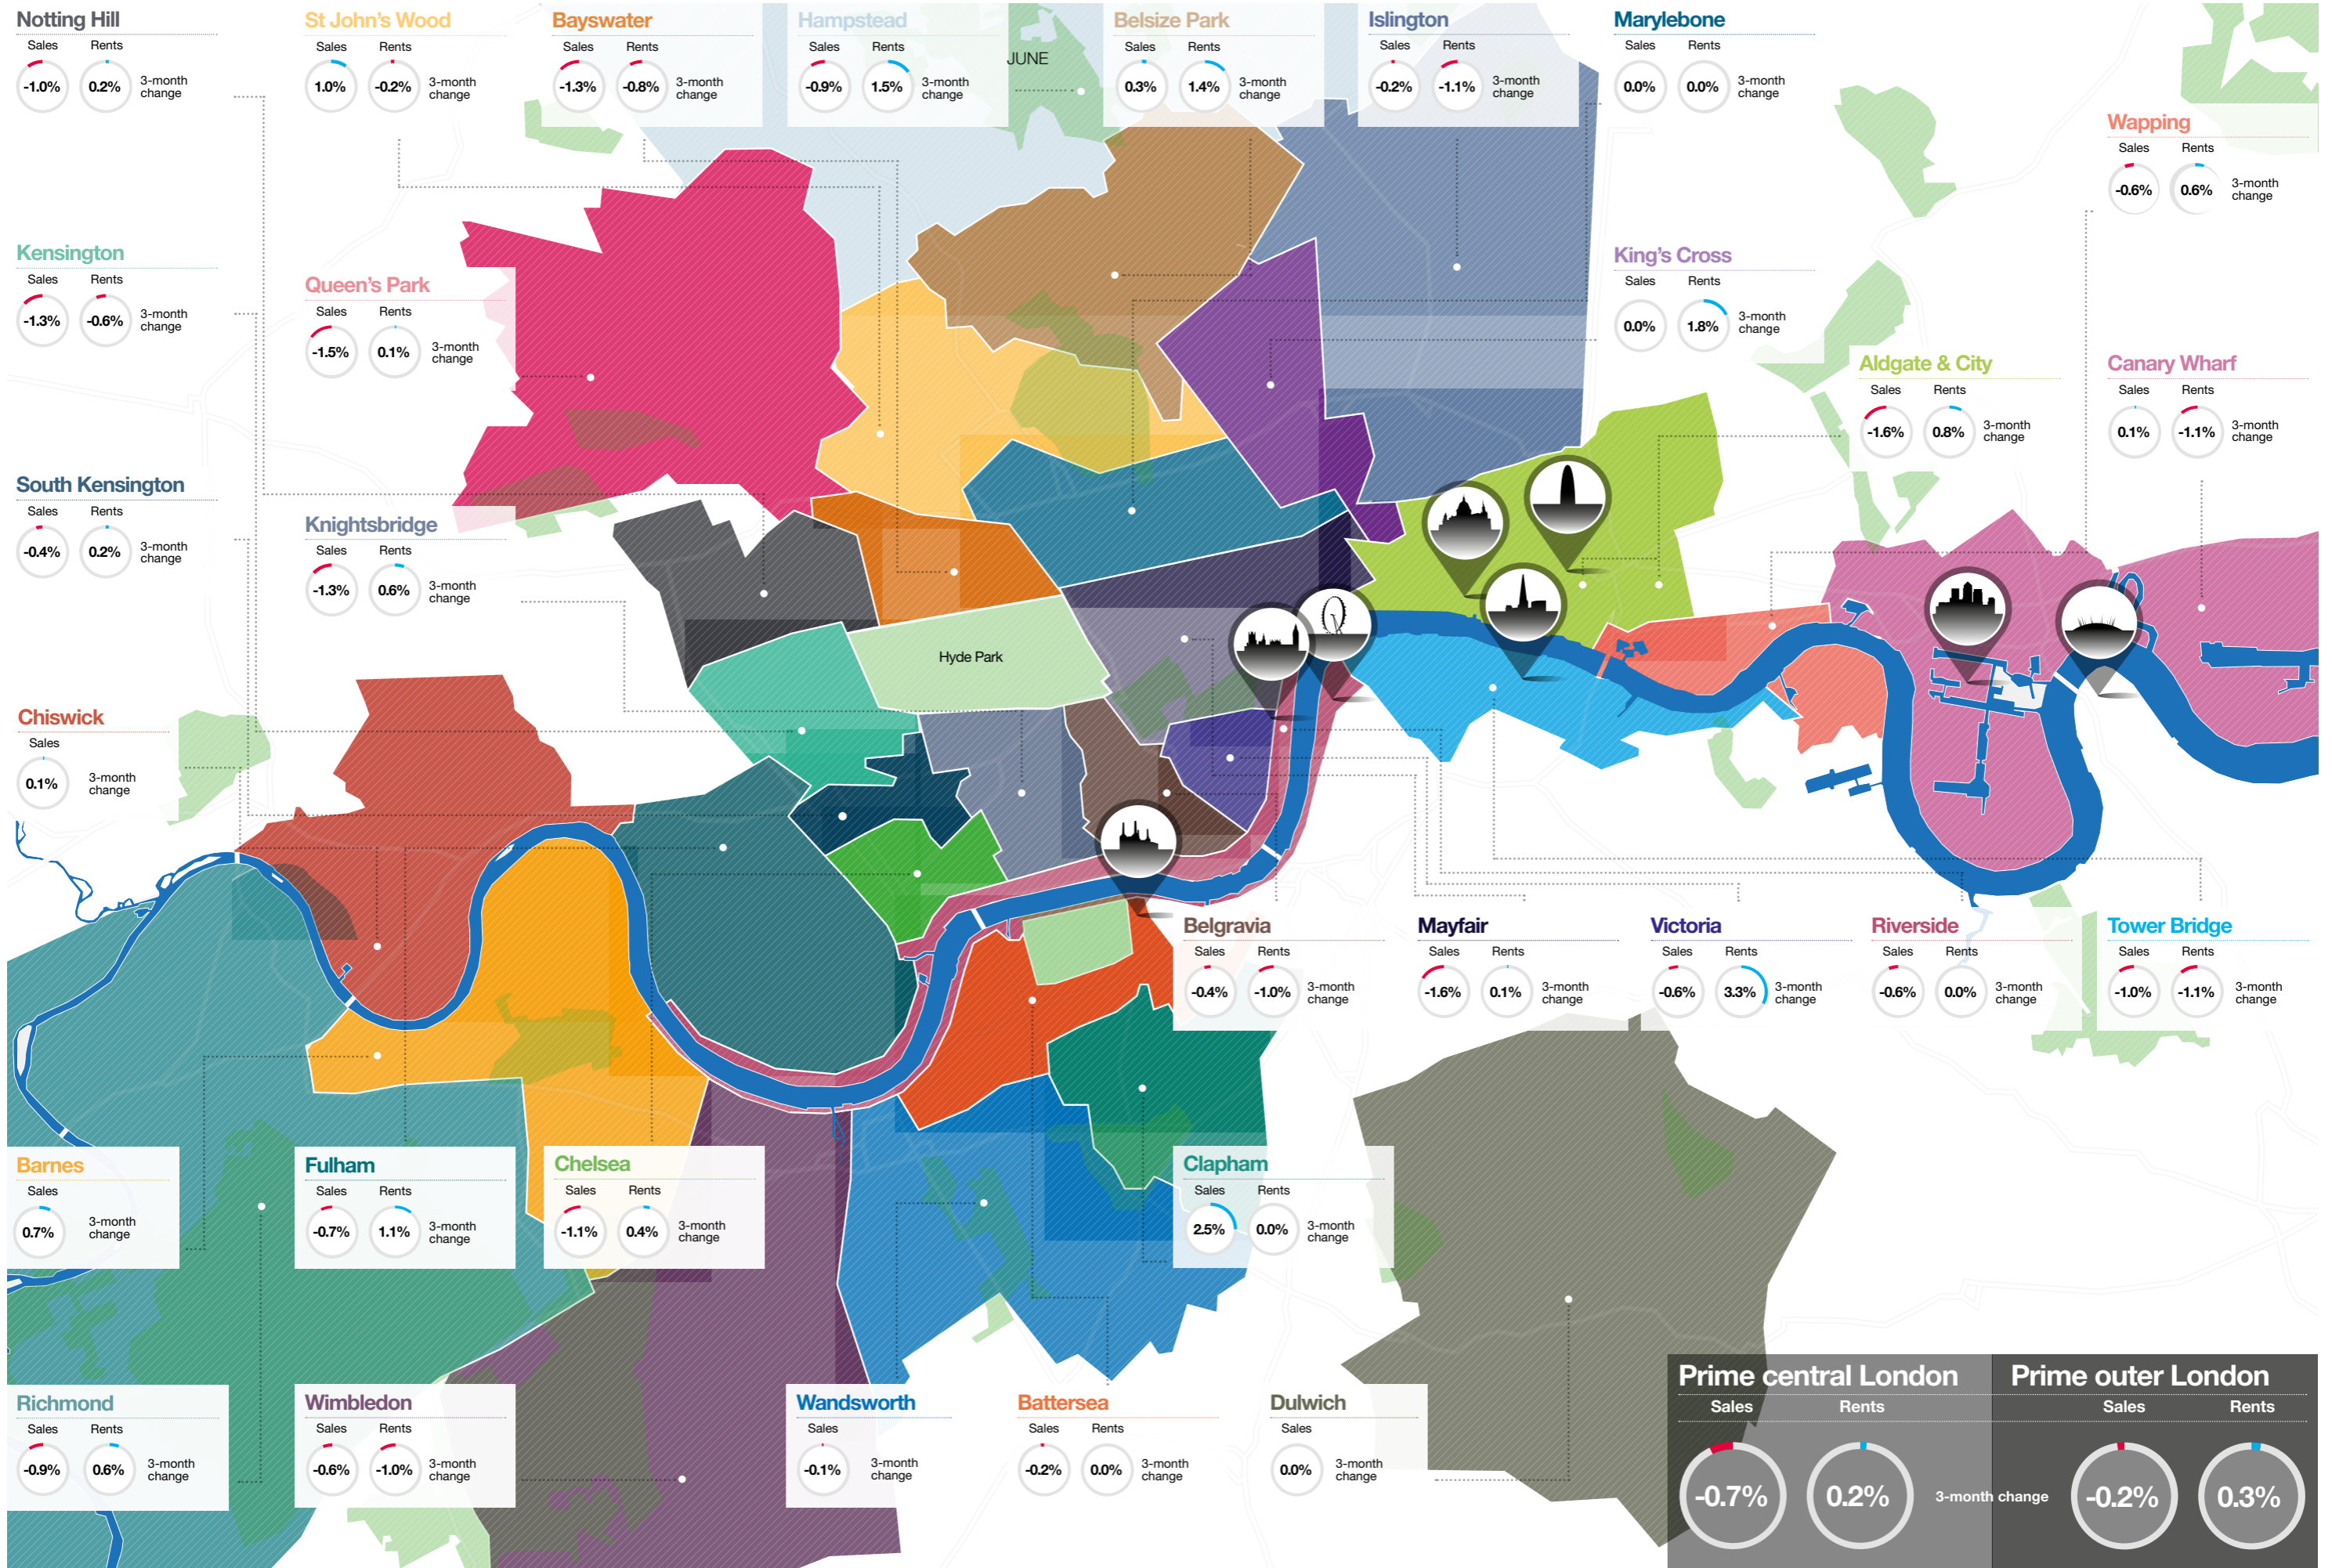 Notting Hill
Sales Rents
-1.0% 0.2% 3-month change
St John's Wood
Sales Rents
1.0% -0.2% 3-month change
Bayswater
Sales Rents
-1.3% -0.8% 3-month change
Hampstead
Sales Rents
-0.9% 1.5% 3-month change
JUNE
Belsize Park
Sales Rents
0.3% 1.4% 3-month change
Islington
Sales Rents
-0.2% -1.1% 3-month change
Marylebone
Sales Rents
0.0% 0.0% 3-month change
Wapping
Sales Rents
-0.6% 0.6% 3-month change
Kensington
Sales Rents
-1.3% -0.6% 3-month change
Queen's Park
Sales Rents
-1.5% 0.1% 3-month change
King's Cross
Sales Rents
0.0% 1.8% 3-month change
Aldgate & City
Sales Rents
-1.6% 0.8% 3-month change
Canary Wharf
Sales Rents
0.1% -1.1% 3-month change
South Kensington
Sales Rents
-0.4% 0.2% 3-month change
Knightsbridge
Sales Rents
-1.3% 0.6% 3-month change
Hyde Park
Chiswick
Sales
0.1% 3-month change
Belgravia
Sales Rents
-0.4% -1.0% 3-month change
Mayfair
Sales Rents
-1.6% 0.1% 3-month change
Victoria
Sales Rents
-0.6% 3.3% 3-month change
Riverside
Sales Rents
-0.6% 0.0% 3-month change
Tower Bridge
Sales Rents
-1.0% -1.1% 3-month change
Barnes
Sales
0.7% 3-month change
Fulham
Sales Rents
-0.7% 1.1% 3-month change
Chelsea
Sales Rents
-1.1% 0.4% 3-month change
Clapham
Sales Rents
2.5% 0.0% 3-month change
Richmond
Sales Rents
-0.9% 0.6% 3-month change
Wimbledon
Sales Rents
-0.6% -1.0% 3-month change
Wandsworth
Sales
-0.1% 3-month change
Battersea
Sales Rents
-0.2% 0.0% 3-month change
Dulwich
Sales
0.0% 3-month change
Prime central London Prime outer London
Sales Rents Sales Rents
-0.7% 0.2% 3-month change -0.2% 0.3%